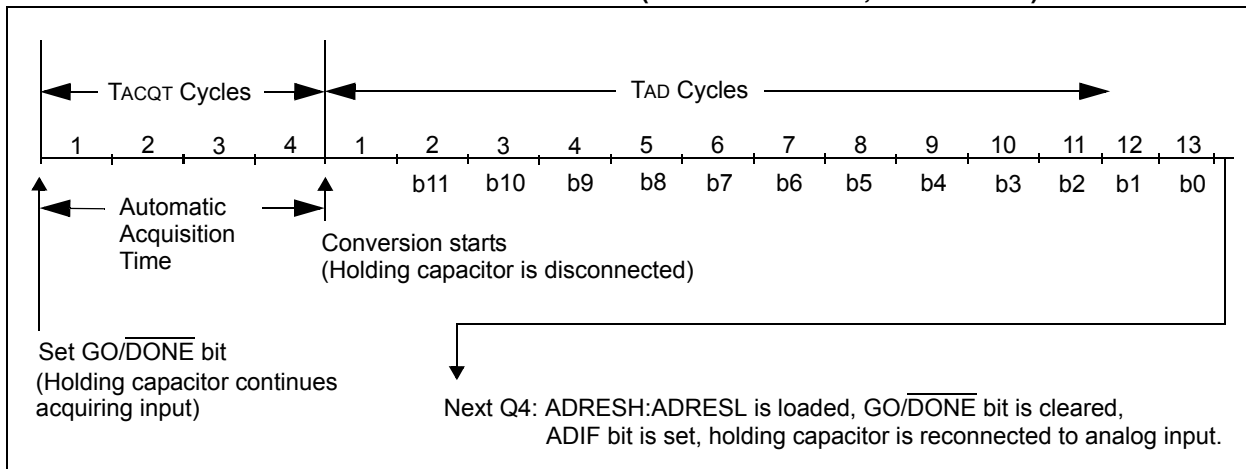 TACQT Cycles
TAD Cycles
1 2 3 4 1 2 3 4 5 6 7 8 9 10 11 12 13
b11 b10 b9 b8 b7 b6 b5 b4 b3 b2 b1 b0
Automatic
Acquisition
Time
Conversion starts
(Holding capacitor is disconnected)
Set GO/DONE bit
(Holding capacitor continues
acquiring input)
Next Q4: ADRESH:ADRESL is loaded, GO/DONE bit is cleared,
ADIF bit is set, holding capacitor is reconnected to analog input.